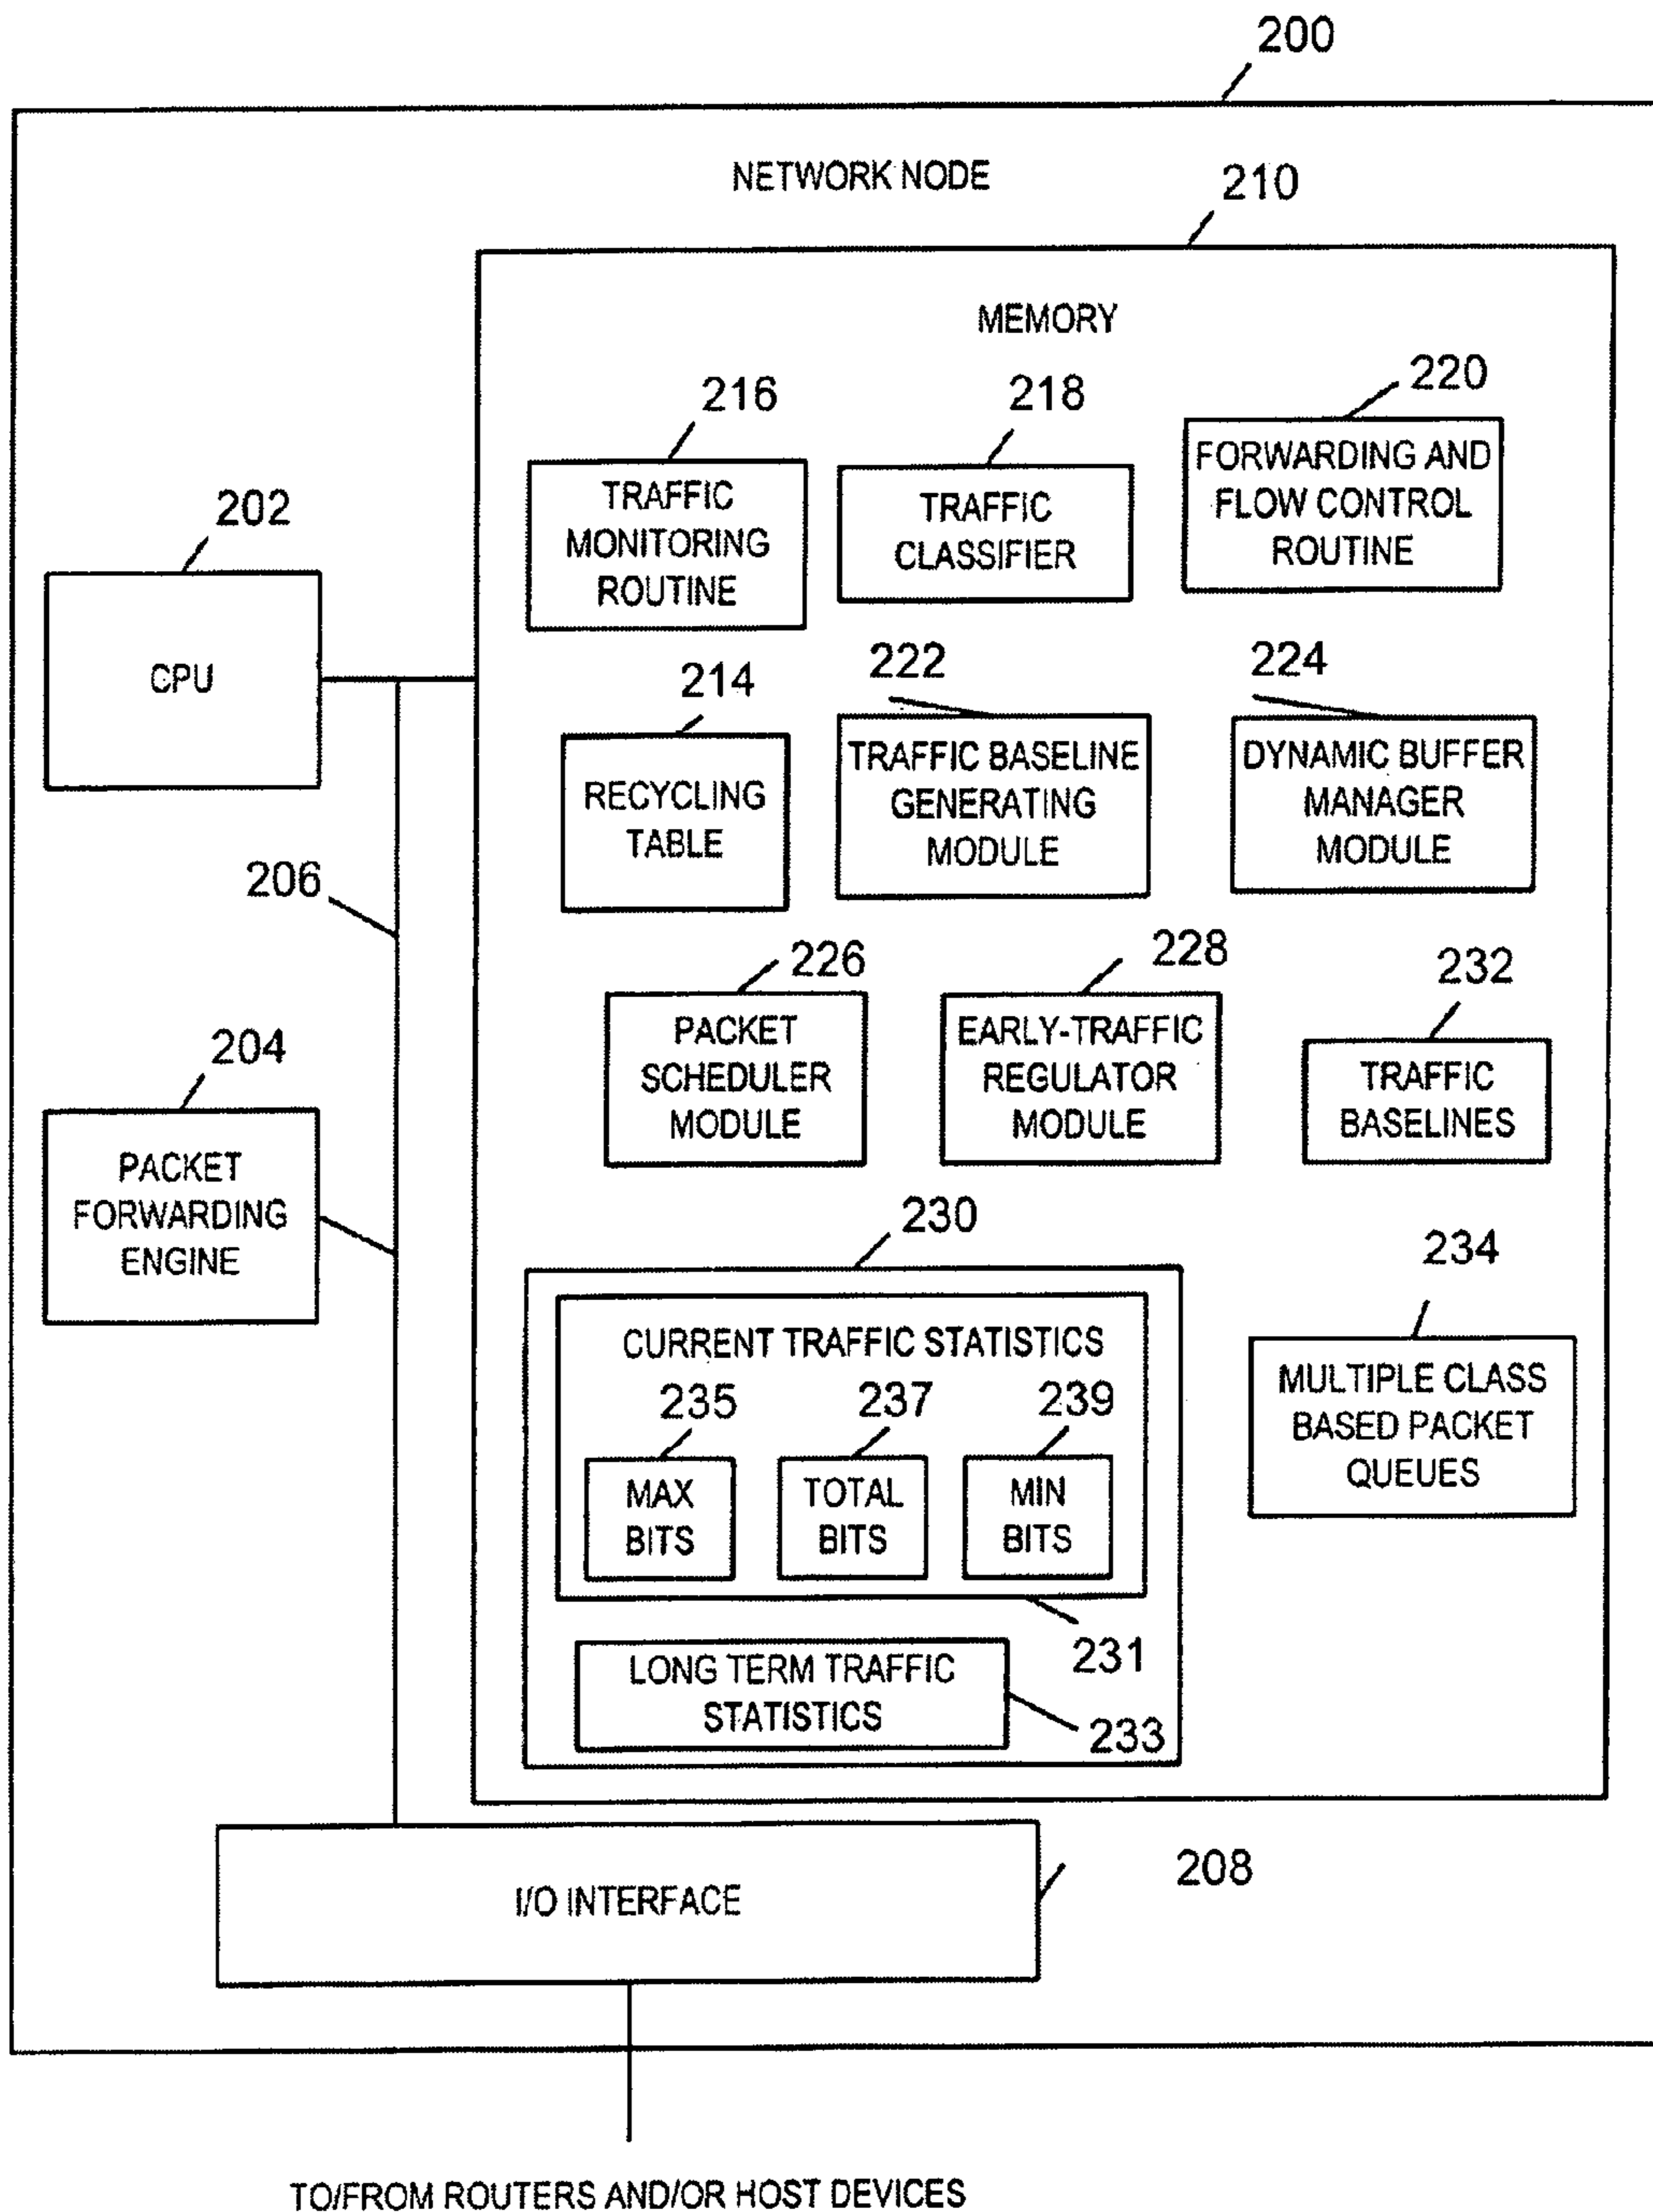 200
NETWORK NODE
210
MEMORY
216
218
220
TRAFFIC
MONITORING
ROUTINE
TRAFFIC
CLASSIFIER
FORWARDING AND
FLOW CONTROL
ROUTINE
202
CPU
214
222
224
RECYCLING
TABLE
TRAFFIC BASELINE
GENERATING
MODULE
DYNAMIC BUFFER
MANAGER
MODULE
206
226
228
232
PACKET
SCHEDULER
MODULE
EARLY-TRAFFIC
REGULATOR
MODULE
TRAFFIC
BASELINES
204
PACKET
FORWARDING
ENGINE
230
234
CURRENT TRAFFIC STATISTICS
235
237
239
MAX
BITS
TOTAL
BITS
MIN
BITS
MULTIPLE CLASS
BASED PACKET
QUEUES
231
LONG TERM TRAFFIC
STATISTICS
233
I/O INTERFACE
208
TO/FROM ROUTERS AND/OR HOST DEVICES